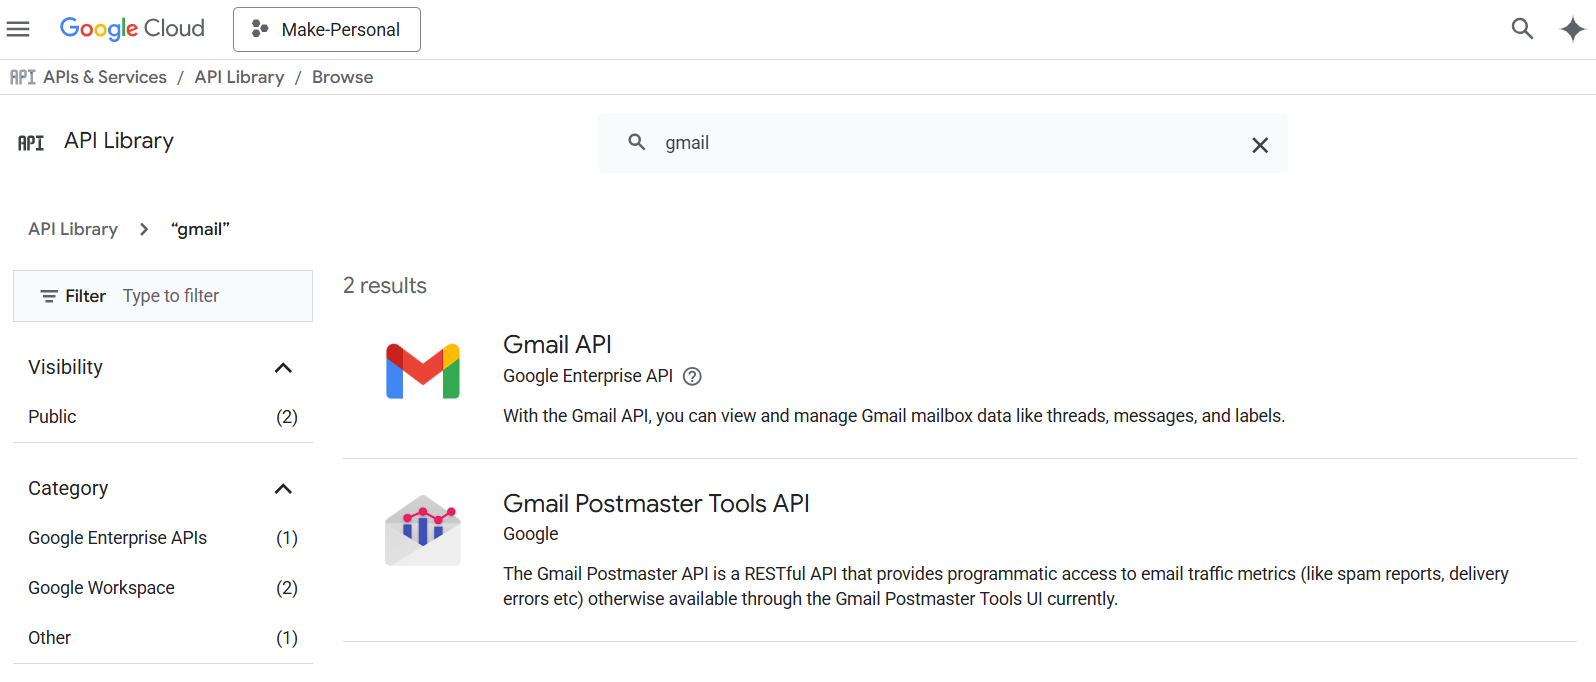 Google Cloud
Make-Personal
API APIs & Services / API Library / Browse
API API Library
gmail
API Library > “gmail”
Filter Type to filter
2 results
Visibility
Public (2)
Category
Google Enterprise APIs (1)
Google Workspace (2)
Other (1)
Gmail API
Google Enterprise API ?
With the Gmail API, you can view and manage Gmail mailbox data like threads, messages, and labels.
Gmail Postmaster Tools API
Google
The Gmail Postmaster API is a RESTful API that provides programmatic access to email traffic metrics (like spam reports, delivery
errors etc) otherwise available through the Gmail Postmaster Tools UI currently.